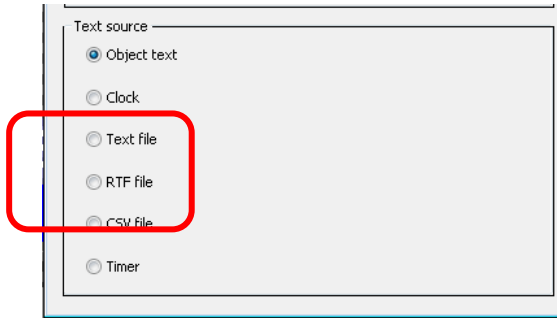 Text source
Object text
Clock
Text file
RTF file
CSV file
Timer